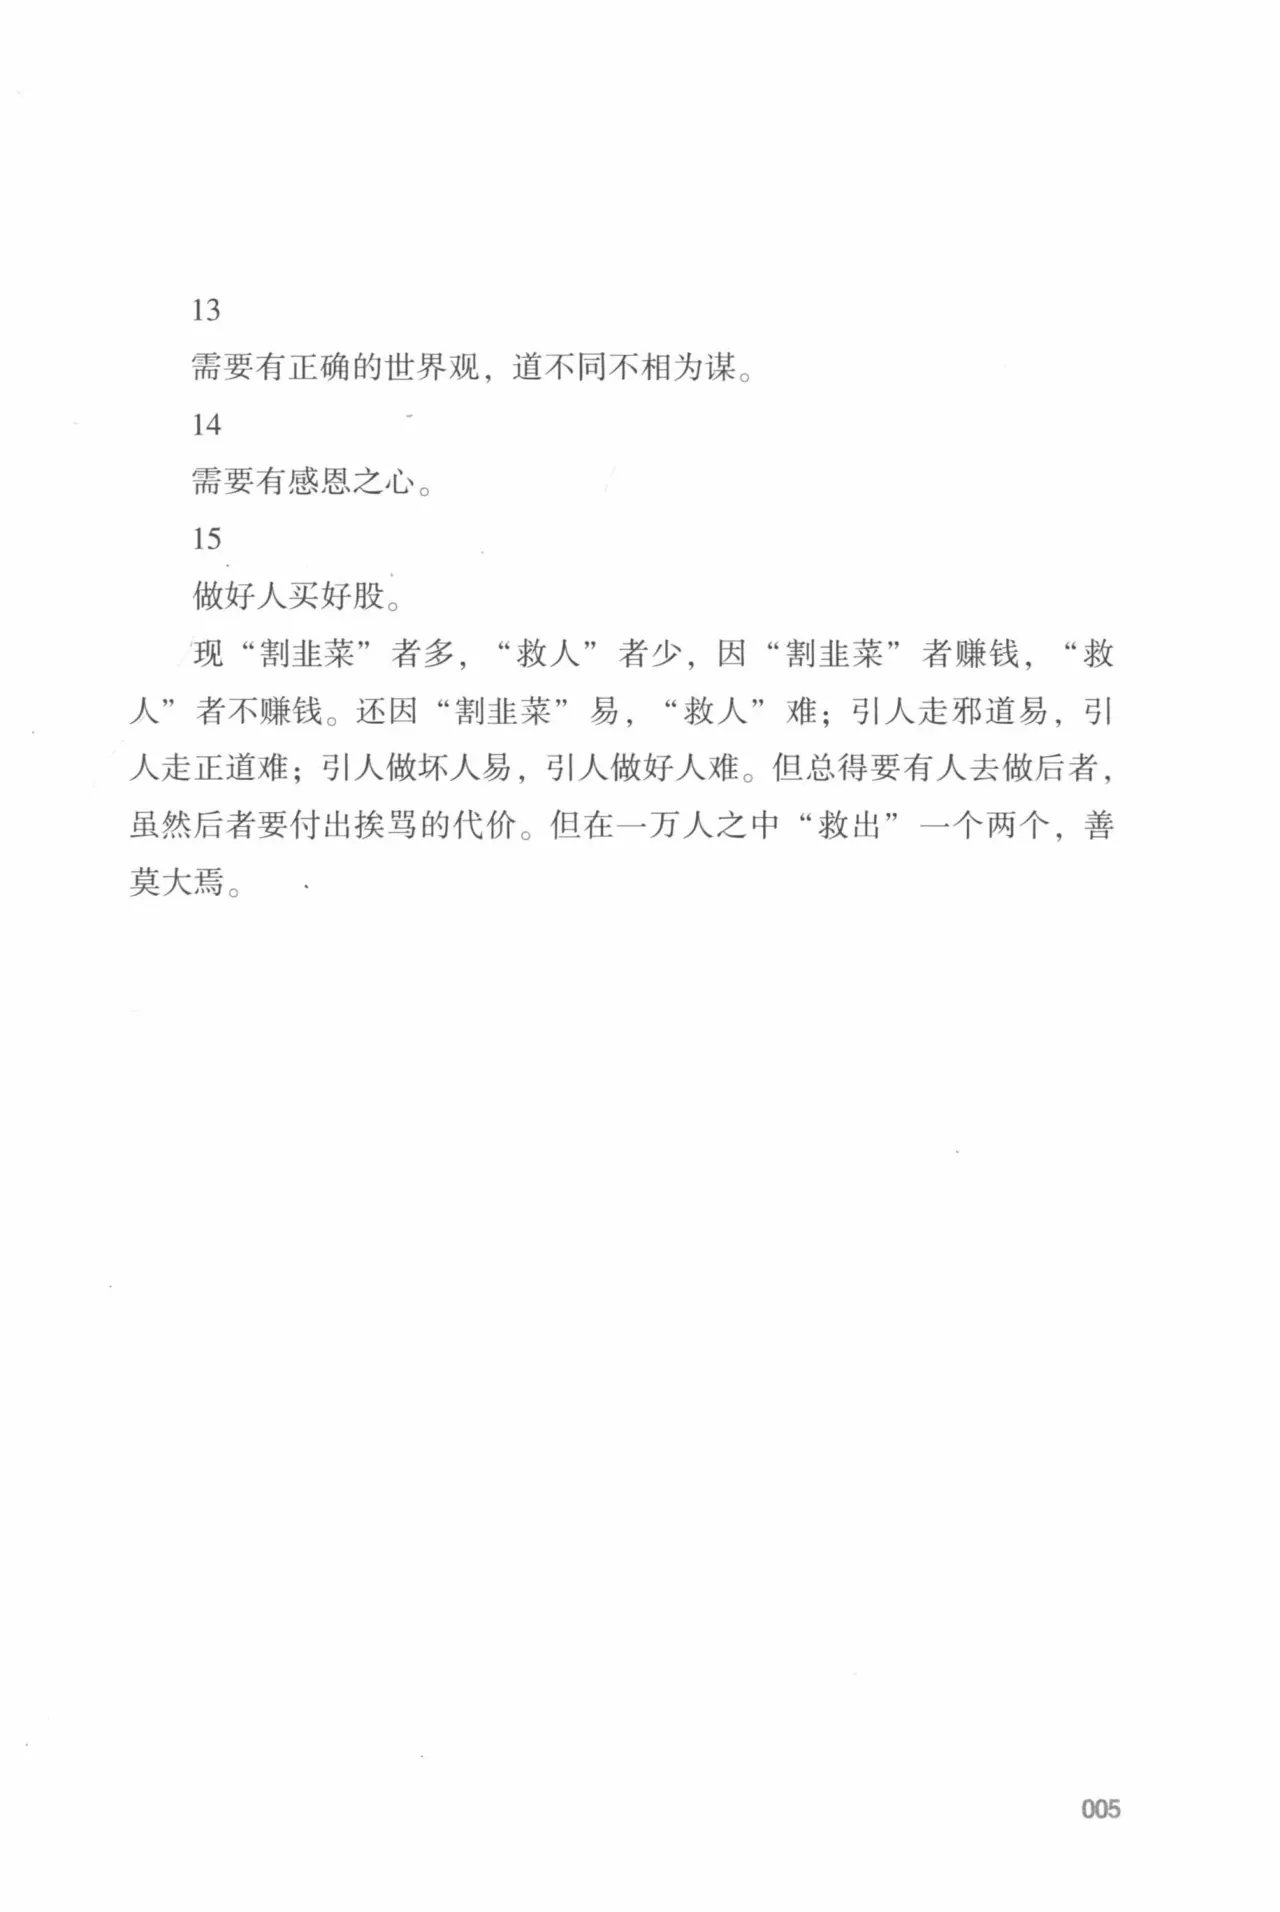 13
需要有正确的世界观，道不同不相为谋。
14
需要有感恩之心。
15
做好人买好股。
现“割韭菜”者多，“救人”者少，因“割韭菜”者赚钱，“救
人”者不赚钱。还因“割韭菜”易，“救人”难；引人走邪道易，引
人走正道难；引人做坏人易，引人做好人难。但总得要有人去做后者，
虽然后者要付出挨骂的代价。但在一万人之中“救出”一个两个，善
莫大焉。
005